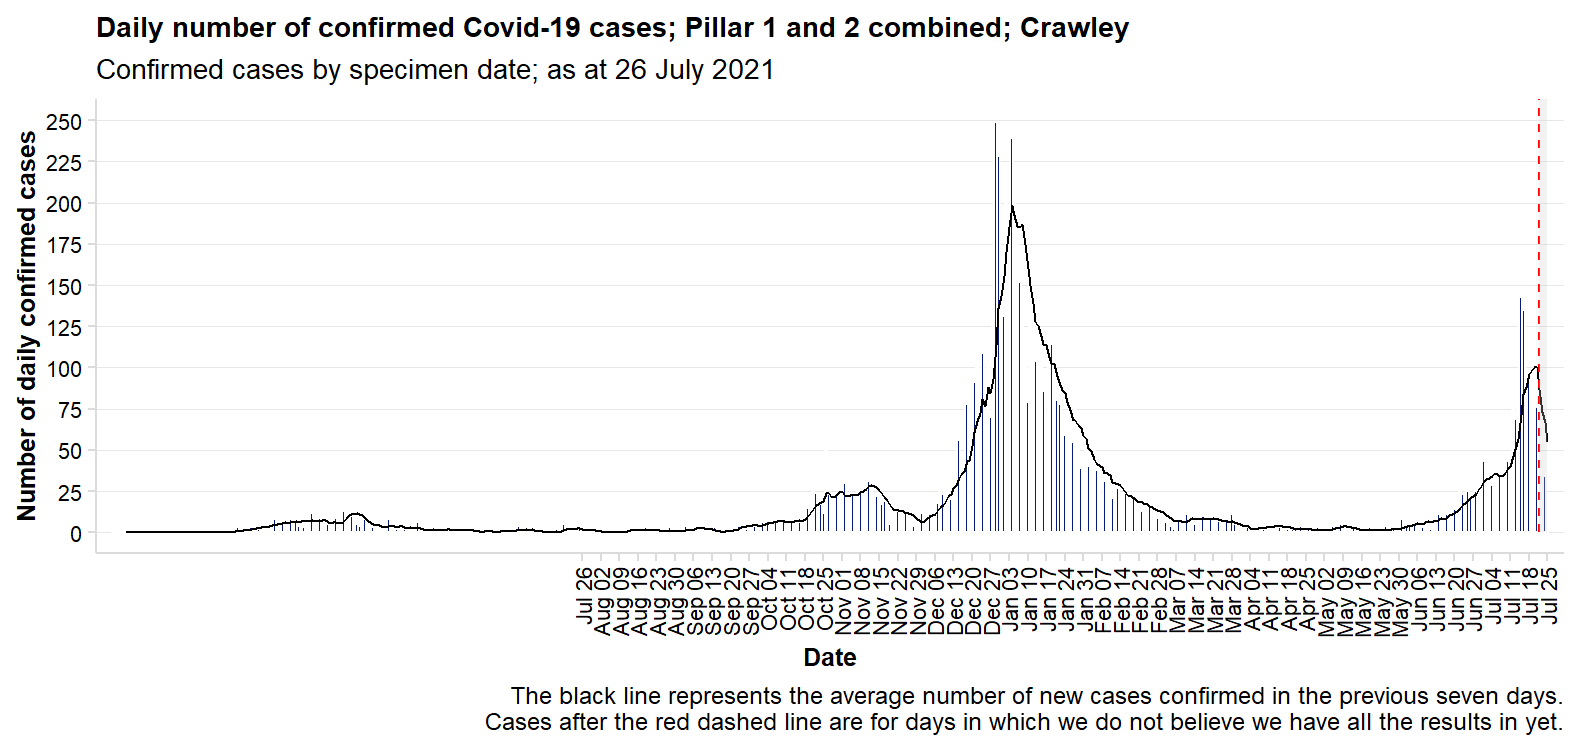 Daily number of confirmed Covid-19 cases; Pillar 1 and 2 combined; Crawley
Confirmed cases by specimen date; as at 26 July 2021
Number of daily confirmed cases
250
225
200
175
150
125
100
75
50
25
0
Jul 26
Aug 02
Aug 09
Aug 16
Aug 23
Aug 30
Sep 06
Sep 13
Sep 20
Sep 27
Oct 04
Oct 11
Oct 18
Oct 25
Nov 01
Nov 08
Nov 15
Nov 22
Nov 29
Dec 06
Dec 13
Dec 20
Dec 27
Jan 03
Jan 10
Jan 17
Jan 24
Jan 31
Feb 07
Feb 14
Feb 21
Feb 28
Mar 07
Mar 14
Mar 21
Mar 28
Apr 04
Apr 11
Apr 18
Apr 25
May 02
May 09
May 16
May 23
May 30
Jun 06
Jun 13
Jun 20
Jun 27
Jul 04
Jul 11
Jul 18
Jul 25
Date
The black line represents the average number of new cases confirmed in the previous seven days.
Cases after the red dashed line are for days in which we do not believe we have all the results in yet.